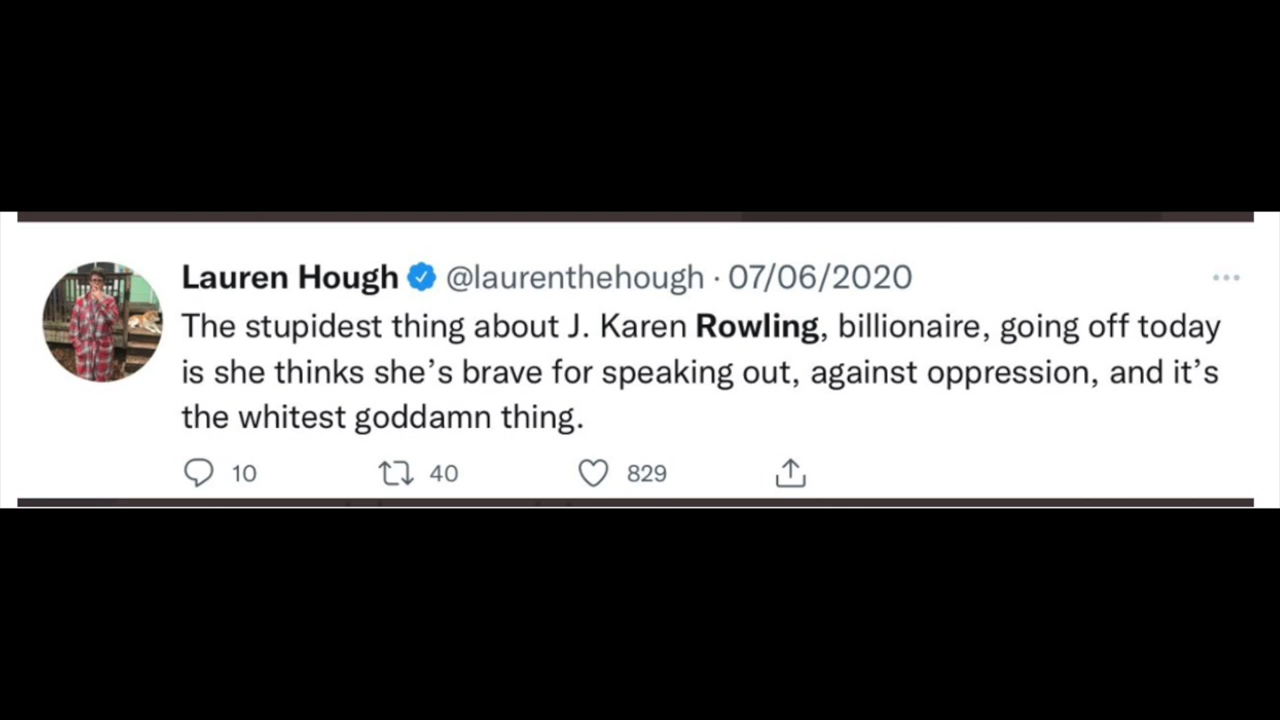 Lauren Hough @laurenthehough · 07/06/2020
The stupidest thing about J. Karen Rowling, billionaire, going off today
is she thinks she’s brave for speaking out, against oppression, and it’s
the whitest goddamn thing.
10 40 829